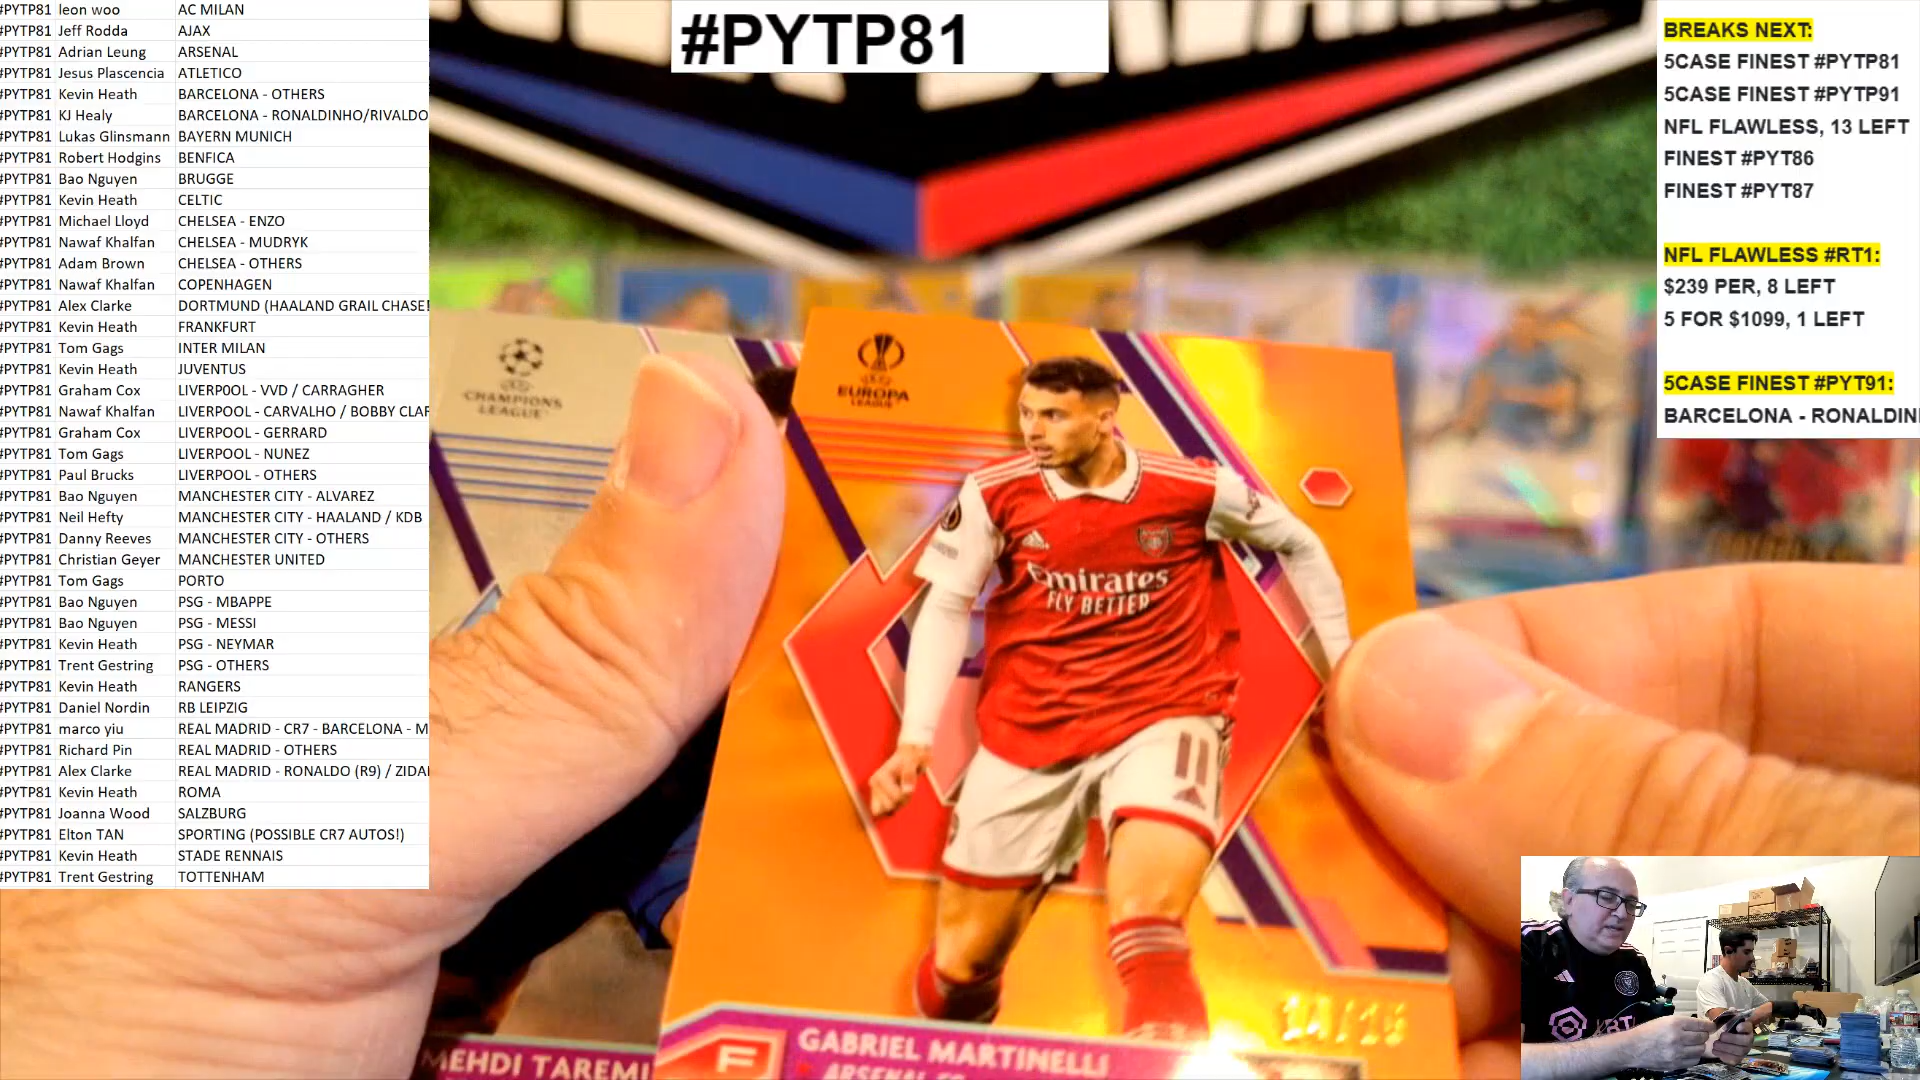 #PYTP81 leon woo AC MILAN
#PYTP81 Jeff Rodda AJAX
#PYTP81 Adrian Leung ARSENAL
#PYTP81 Jesus Plascencia ATLETICO
#PYTP81 Kevin Heath BARCELONA - OTHERS
#PYTP81 KJ Healy BARCELONA - RONALDINHO/RIVALDO
#PYTP81 Lukas Glinsmann BAYERN MUNICH
#PYTP81 Robert Hodgins BENFICA
#PYTP81 Bao Nguyen BRUGGE
#PYTP81 Kevin Heath CELTIC
#PYTP81 Michael Lloyd CHELSEA - ENZO
#PYTP81 Nawaf Khalfan CHELSEA - MUDRYK
#PYTP81 Adam Brown CHELSEA - OTHERS
#PYTP81 Nawaf Khalfan COPENHAGEN
#PYTP81 Alex Clarke DORTMUND (HAALAND GRAIL CHASE!
#PYTP81 Kevin Heath FRANKFURT
#PYTP81 Tom Gags INTER MILAN
#PYTP81 Kevin Heath JUVENTUS
#PYTP81 Graham Cox LIVERP0OL - VVD / CARRAGHER
#PYTP81 Nawaf Khalfan LIVERPOOL - CARVALHO / BOBBY CLAR
#PYTP81 Graham Cox LIVERPOOL - GERRARD
#PYTP81 Tom Gags LIVERPOOL - NUNEZ
#PYTP81 Paul Brucks LIVERPOOL - OTHERS
#PYTP81 Bao Nguyen MANCHESTER CITY - ALVAREZ
#PYTP81 Neil Hefty MANCHESTER CITY - HAALAND / KDB
#PYTP81 Danny Reeves MANCHESTER CITY - OTHERS
#PYTP81 Christian Geyer MANCHESTER UNITED
#PYTP81 Tom Gags PORTO
#PYTP81 Bao Nguyen PSG - MBAPPE
#PYTP81 Bao Nguyen PSG - MESSI
#PYTP81 Kevin Heath PSG - NEYMAR
#PYTP81 Trent Gestring PSG - OTHERS
#PYTP81 Kevin Heath RANGERS
#PYTP81 Daniel Nordin RB LEIPZIG
#PYTP81 marco yiu REAL MADRID - CR7 - BARCELONA - M
#PYTP81 Richard Pin REAL MADRID - OTHERS
#PYTP81 Alex Clarke REAL MADRID - RONALDO (R9) / ZIDA
#PYTP81 Kevin Heath ROMA
#PYTP81 Joanna Wood SALZBURG
#PYTP81 Elton TAN SPORTING (POSSIBLE CR7 AUTOS!)
#PYTP81 Kevin Heath STADE RENNAIS
#PYTP81 Trent Gestring TOTTENHAM
#PYTP81
BREAKS NEXT:
5CASE FINEST #PYTP81
5CASE FINEST #PYTP91
NFL FLAWLESS, 13 LEFT
FINEST #PYT86
FINEST #PYT87
NFL FLAWLESS #RT1:
$239 PER, 8 LEFT
5 FOR $1099, 1 LEFT
5CASE FINEST #PYT91:
BARCELONA - RONALDIN
CHAMPIONS
LEAGUE
EUROPA
LEAGUE
Emirates
FLY BETTER
11
MEHDI TAREMI
F
GABRIEL MARTINELLI
ARSENAL FC